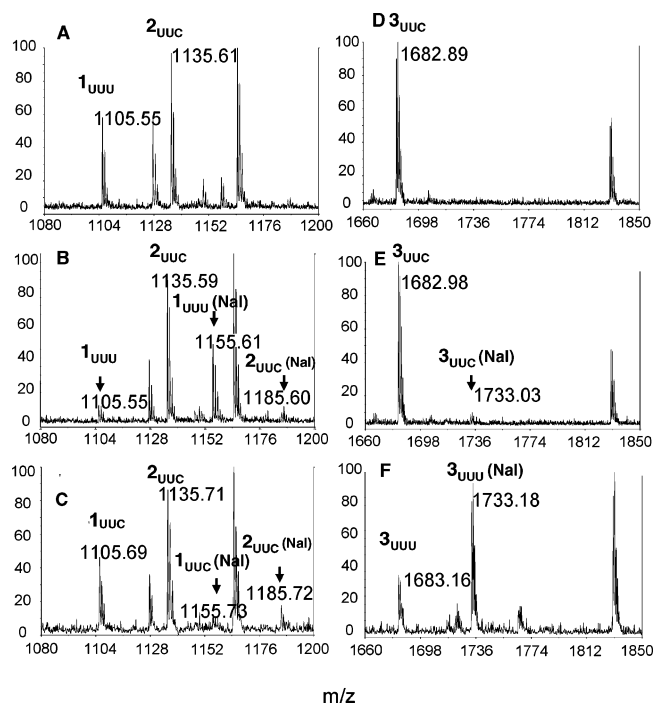 A
2UUC
1135.61
1UUU
1105.55
100
80
60
40
20
0
1080 1104 1128 1152 1176 1200
D 3UUC
1682.89
100
80
60
40
20
0
1660 1698 1736 1774 1812 1850
B
2UUC
1135.59
1UUU (Nal)
1155.61
1UUU
1105.55
2UUC (Nal)
1185.60
100
80
60
40
20
0
1080 1104 1128 1152 1176 1200
E 3UUC
1682.98
3UUC (Nal)
1733.03
100
80
60
40
20
0
1660 1698 1736 1774 1812 1850
C
2UUC
1135.71
1UUC
1105.69
1UUC (Nal)
1155.73
2UUC (Nal)
1185.72
100
80
60
40
20
0
1080 1104 1128 1152 1176 1200
F
3UUU (Nal)
1733.18
3UUU
1683.16
100
80
60
40
20
0
1660 1698 1736 1774 1812 1850
m/z